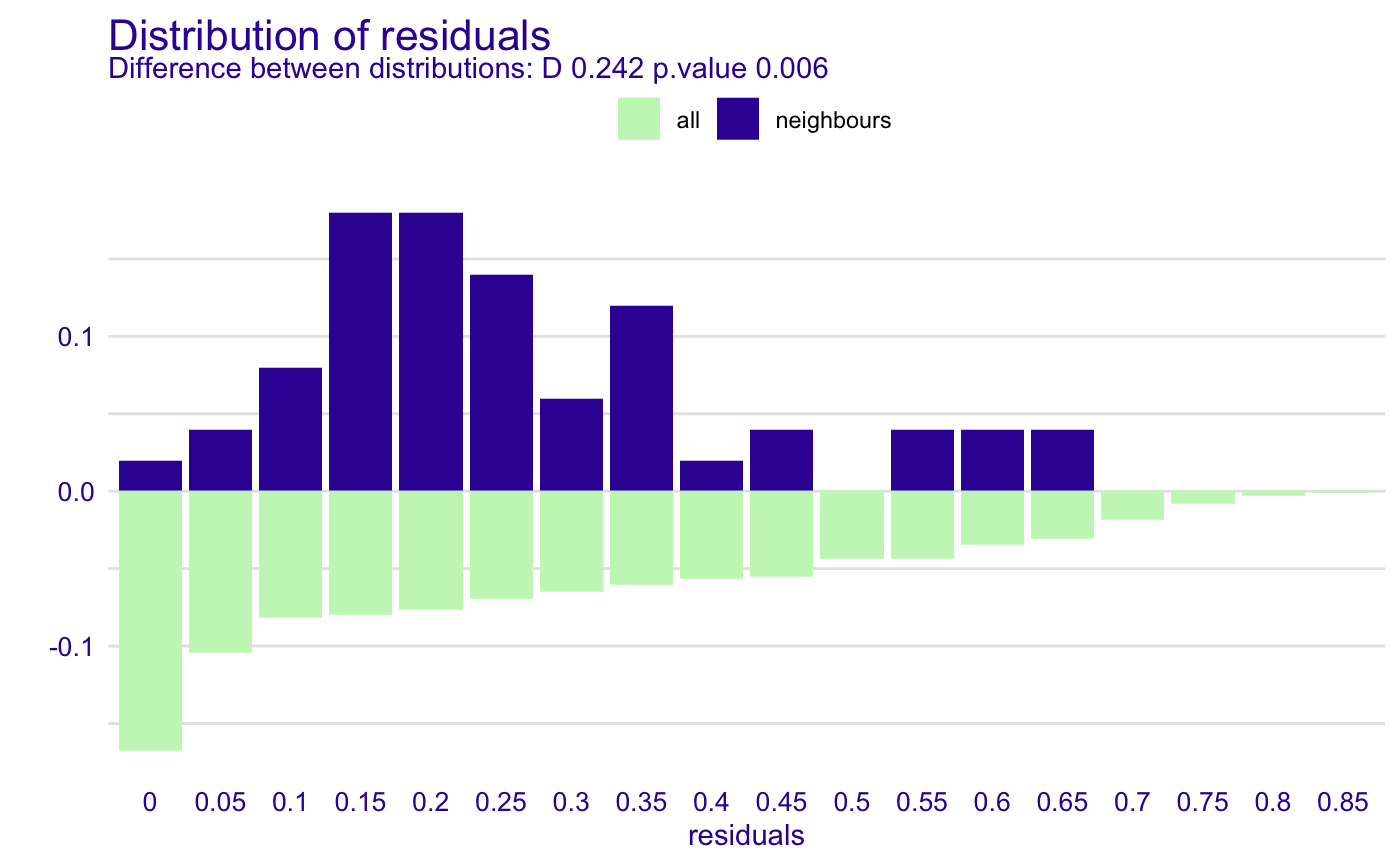 Distribution of residuals
Difference between distributions: D 0.242 p.value 0.006
all neighbours
0.1
0.0
-0.1
0 0.05 0.1 0.15 0.2 0.25 0.3 0.35 0.4 0.45 0.5 0.55 0.6 0.65 0.7 0.75 0.8 0.85
residuals